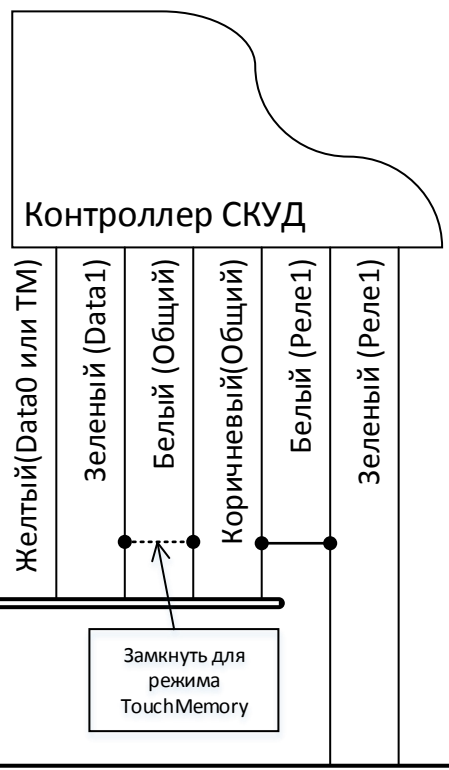 Контроллер СКУД
Желтый(Data0 или ТМ)
Зеленый (Data1)
Белый (Общий)
Коричневый(Общий)
Белый (Реле1)
Зеленый (Реле1)
Замкнуть для
режима
TouchMemory